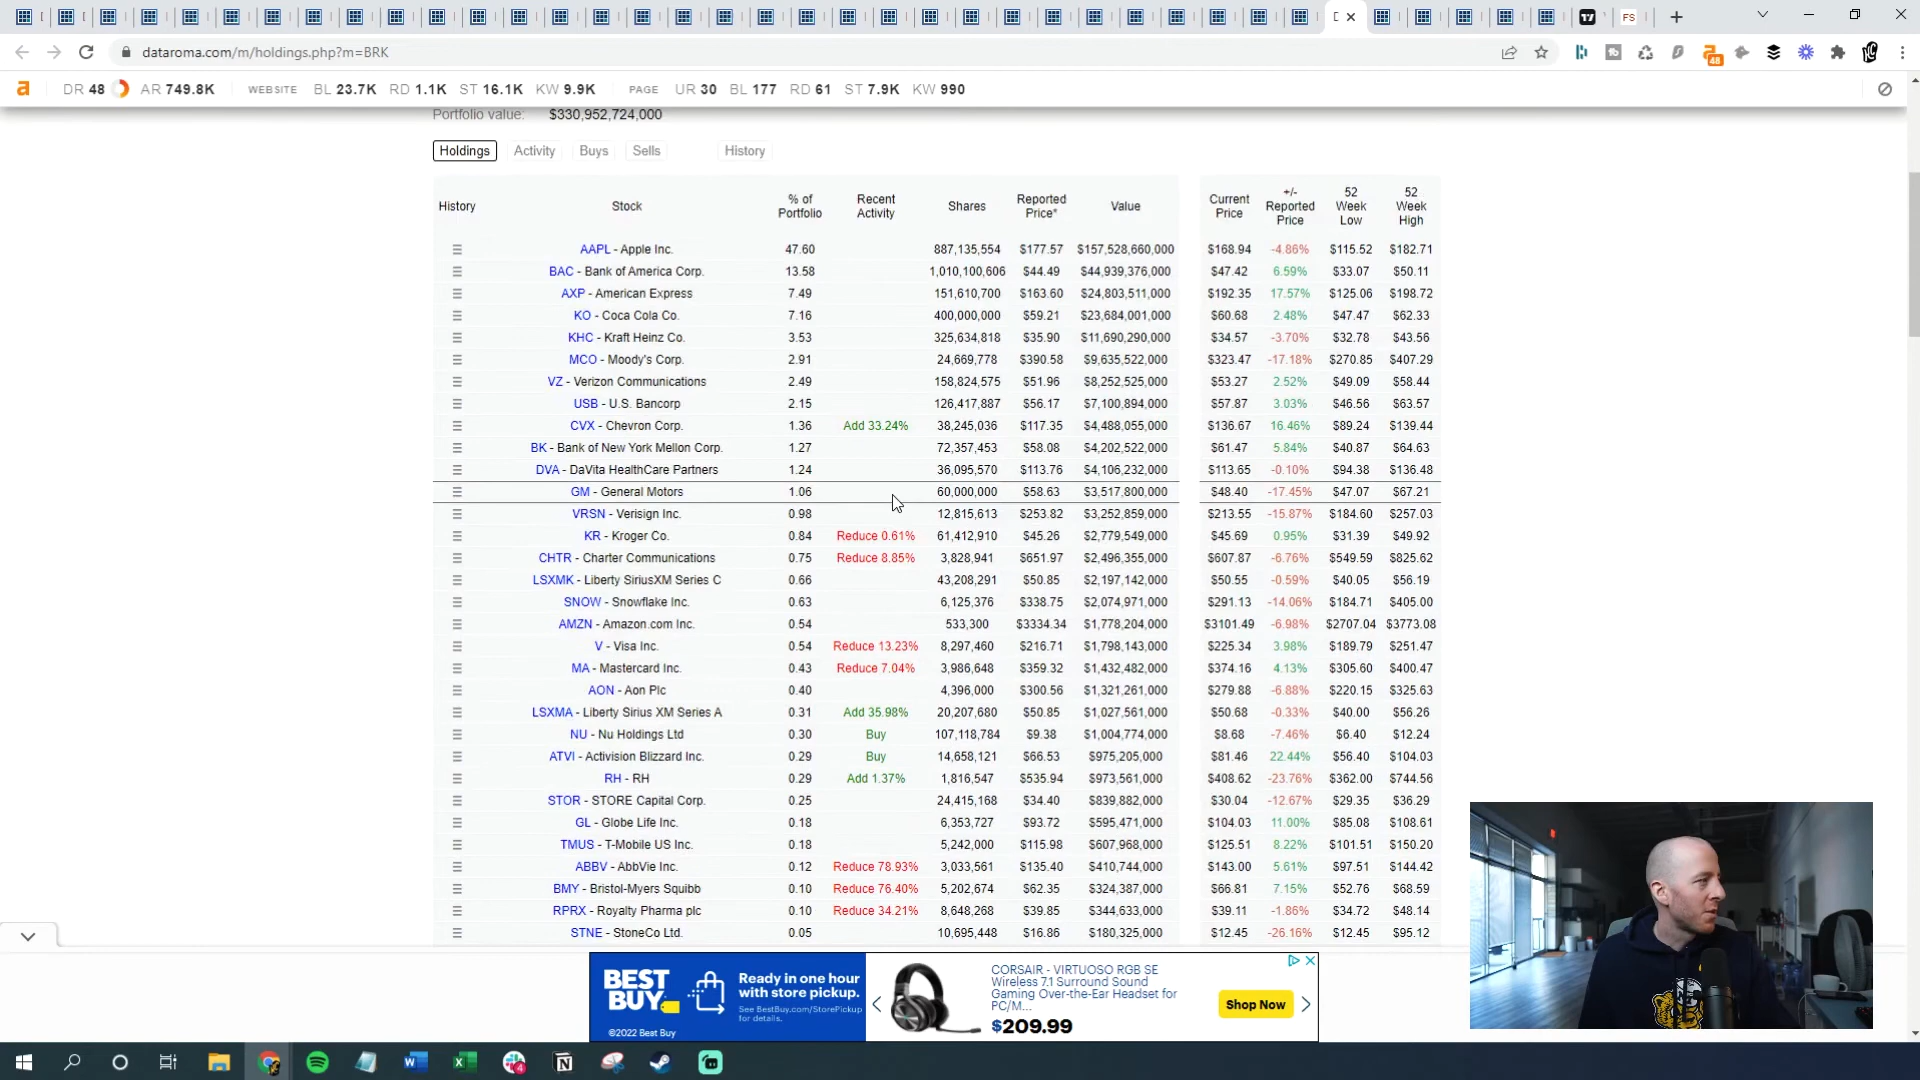 dataroma.com/m/holdings.php?m=BRK
48
a DR 48 AR 749.8K WEBSITE BL 23.7K RD 1.1K ST 16.1K KW 9.9K PAGE UR 30 BL 177 RD 61 ST 7.9K KW 990
Portfolio value: $330,952,724,000
Holdings Activity Buys Sells History
History Stock % of Portfolio Recent Activity Shares Reported Price* Value Current Price +/- Reported Price 52 Week Low 52 Week High
AAPL - Apple Inc. 47.60 887,135,554 $177.57 $157,528,660,000 $168.94 -4.86% $115.52 $182.71
BAC - Bank of America Corp. 13.58 1,010,100,606 $44.49 $44,939,376,000 $47.42 6.59% $33.07 $50.11
AXP - American Express 7.49 151,610,700 $163.60 $24,803,511,000 $192.35 17.57% $125.06 $198.72
KO - Coca Cola Co. 7.16 400,000,000 $59.21 $23,684,001,000 $60.68 2.48% $47.47 $62.33
KHC - Kraft Heinz Co. 3.53 325,634,818 $35.90 $11,690,290,000 $34.57 -3.70% $32.78 $43.56
MCO - Moody's Corp. 2.91 24,669,778 $390.58 $9,635,522,000 $323.47 -17.18% $270.85 $407.29
VZ - Verizon Communications 2.49 158,824,575 $51.96 $8,252,525,000 $53.27 2.52% $49.09 $58.44
USB - U.S. Bancorp 2.15 126,417,887 $56.17 $7,100,894,000 $57.87 3.03% $46.56 $63.57
CVX - Chevron Corp. 1.36 Add 33.24% 38,245,036 $117.35 $4,488,055,000 $136.67 16.46% $89.24 $139.44
BK - Bank of New York Mellon Corp. 1.27 72,357,453 $58.08 $4,202,522,000 $61.47 5.84% $40.87 $64.63
DVA - DaVita HealthCare Partners 1.24 36,095,570 $113.76 $4,106,232,000 $113.65 -0.10% $94.38 $136.48
GM - General Motors 1.06 60,000,000 $58.63 $3,517,800,000 $48.40 -17.45% $47.07 $67.21
VRSN - Verisign Inc. 0.98 12,815,613 $253.82 $3,252,859,000 $213.55 -15.87% $184.60 $257.03
KR - Kroger Co. 0.84 Reduce 0.61% 61,412,910 $45.26 $2,779,549,000 $45.69 0.95% $31.39 $49.92
CHTR - Charter Communications 0.75 Reduce 8.85% 3,828,941 $651.97 $2,496,355,000 $607.87 -6.76% $549.59 $825.62
LSXMK - Liberty SiriusXM Series C 0.66 43,208,291 $50.85 $2,197,142,000 $50.55 -0.59% $40.05 $56.19
SNOW - Snowflake Inc. 0.63 6,125,376 $338.75 $2,074,971,000 $291.13 -14.06% $184.71 $405.00
AMZN - Amazon.com Inc. 0.54 533,300 $3334.34 $1,778,204,000 $3101.49 -6.98% $2707.04 $3773.08
V - Visa Inc. 0.54 Reduce 13.23% 8,297,460 $216.71 $1,798,143,000 $225.34 3.98% $189.79 $251.47
MA - Mastercard Inc. 0.43 Reduce 7.04% 3,986,648 $359.32 $1,432,482,000 $374.16 4.13% $305.60 $400.47
AON - Aon Plc 0.40 4,396,000 $300.56 $1,321,261,000 $279.88 -6.88% $220.15 $325.63
LSXMA - Liberty Sirius XM Series A 0.31 Add 35.98% 20,207,680 $50.85 $1,027,561,000 $50.68 -0.33% $40.00 $56.26
NU - Nu Holdings Ltd 0.30 Buy 107,118,784 $9.38 $1,004,774,000 $8.68 -7.46% $6.40 $12.24
ATVI - Activision Blizzard Inc. 0.29 Buy 14,658,121 $66.53 $975,205,000 $81.46 22.44% $56.40 $104.03
RH - RH 0.29 Add 1.37% 1,816,547 $535.94 $973,561,000 $408.62 -23.76% $362.00 $744.56
STOR - STORE Capital Corp. 0.25 24,415,168 $34.40 $839,882,000 $30.04 -12.67% $29.35 $36.29
GL - Globe Life Inc. 0.18 6,353,727 $93.72 $595,471,000 $104.03 11.00% $85.08 $108.61
TMUS - T-Mobile US Inc. 0.18 5,242,000 $115.98 $607,968,000 $125.51 8.22% $101.51 $150.20
ABBV - AbbVie Inc. 0.12 Reduce 78.93% 3,033,561 $135.40 $410,744,000 $143.00 5.61% $97.51 $144.42
BMY - Bristol-Myers Squibb 0.10 Reduce 76.40% 5,202,674 $62.35 $324,387,000 $66.81 7.15% $52.76 $68.59
RPRX - Royalty Pharma plc 0.10 Reduce 34.21% 8,648,268 $39.85 $344,633,000 $39.11 -1.86% $34.72 $48.14
STNE - StoneCo Ltd. 0.05 10,695,448 $16.86 $180,325,000 $12.45 -26.16% $12.45 $95.12
BEST BUY
Ready in one hour
with store pickup.
See BestBuy.com/StorePickup
for details.
©2022 Best Buy
CORSAIR - VIRTUOSO RGB SE
Wireless 7.1 Surround Sound
Gaming Over-the-Ear Headset for
PC/M...
$209.99
Shop Now